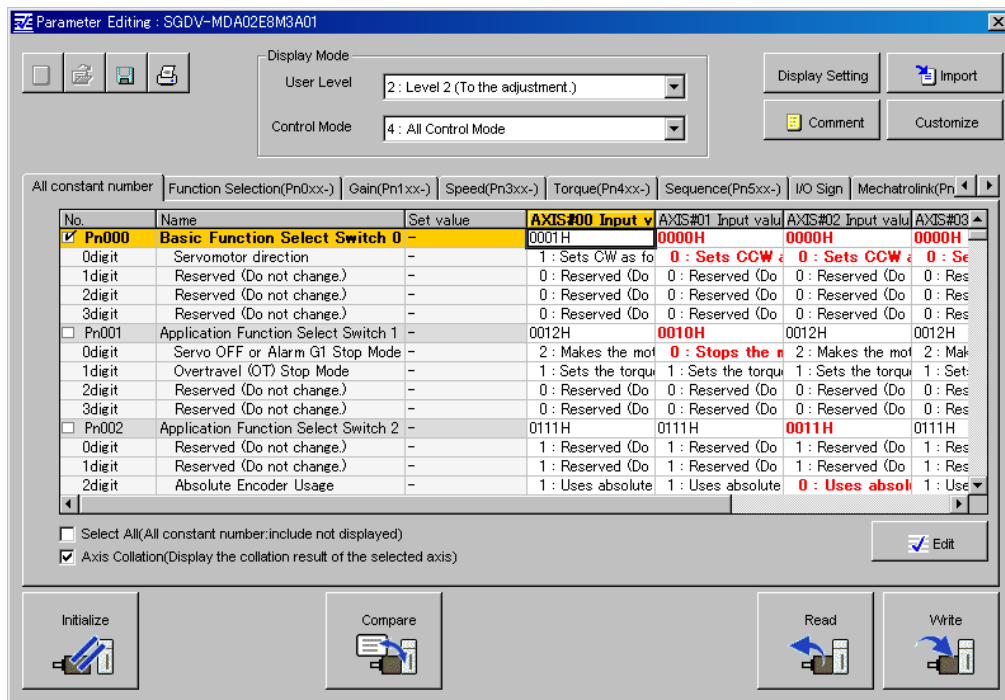 Parameter Editing : SGDV-MDA02E8M3A01
Display Mode
User Level
2 : Level 2 (To the adjustment.)
Control Mode
4 : All Control Mode
Display Setting
Import
Comment
Customize
All constant number Function Selection(Pn0xx-) Gain(Pn1xx-) Speed(Pn3xx-) Torque(Pn4xx-) Sequence(Pn5xx-) I/O Sign Mechatrolink(Pn
No. Name Set value AXIS#00 Input v AXIS#01 Input valu AXIS#02 Input valu AXIS#03
Pn000 Basic Function Select Switch 0 - 0001H 0000H 0000H 0000H
0digit Servomotor direction - 1 : Sets CW as fo 0 : Sets CCW a 0 : Sets CCW a 0 : Se
1digit Reserved (Do not change.) - 0 : Reserved (Do 0 : Reserved (Do 0 : Reserved (Do 0 : Res
2digit Reserved (Do not change.) - 0 : Reserved (Do 0 : Reserved (Do 0 : Reserved (Do 0 : Res
3digit Reserved (Do not change.) - 0 : Reserved (Do 0 : Reserved (Do 0 : Reserved (Do 0 : Res
Pn001 Application Function Select Switch 1 - 0012H 0010H 0012H 0012H
0digit Servo OFF or Alarm G1 Stop Mode - 2 : Makes the mot 0 : Stops the m 2 : Makes the mot 2 : Mak
1digit Overtravel (OT) Stop Mode - 1 : Sets the torqu 1 : Sets the torqu 1 : Sets the torqu 1 : Set
2digit Reserved (Do not change.) - 0 : Reserved (Do 0 : Reserved (Do 0 : Reserved (Do 0 : Res
3digit Reserved (Do not change.) - 0 : Reserved (Do 0 : Reserved (Do 0 : Reserved (Do 0 : Res
Pn002 Application Function Select Switch 2 - 0111H 0111H 0011H 0111H
0digit Reserved (Do not change.) - 1 : Reserved (Do 1 : Reserved (Do 1 : Reserved (Do 1 : Res
1digit Reserved (Do not change.) - 1 : Reserved (Do 1 : Reserved (Do 1 : Reserved (Do 1 : Res
2digit Absolute Encoder Usage - 1 : Uses absolute 1 : Uses absolute 0 : Uses absol 1 : Use
Select All(All constant number:include not displayed)
Axis Collation(Display the collation result of the selected axis)
Edit
Initialize
Compare
Read
Write